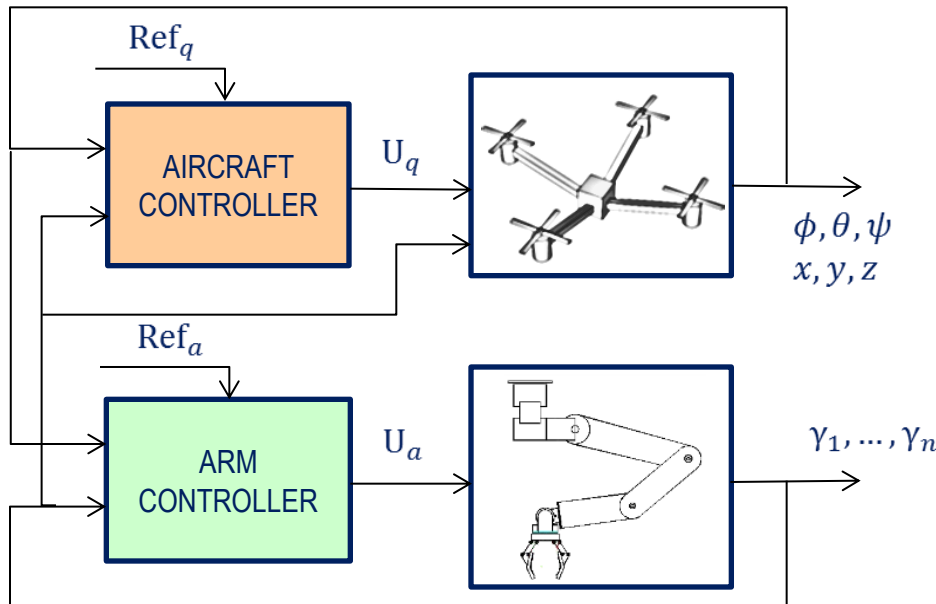 Ref_q
AIRCRAFT
CONTROLLER
U_q
ϕ, θ, ψ
x, y, z
Ref_a
ARM
CONTROLLER
U_a
γ_1, ..., γ_n